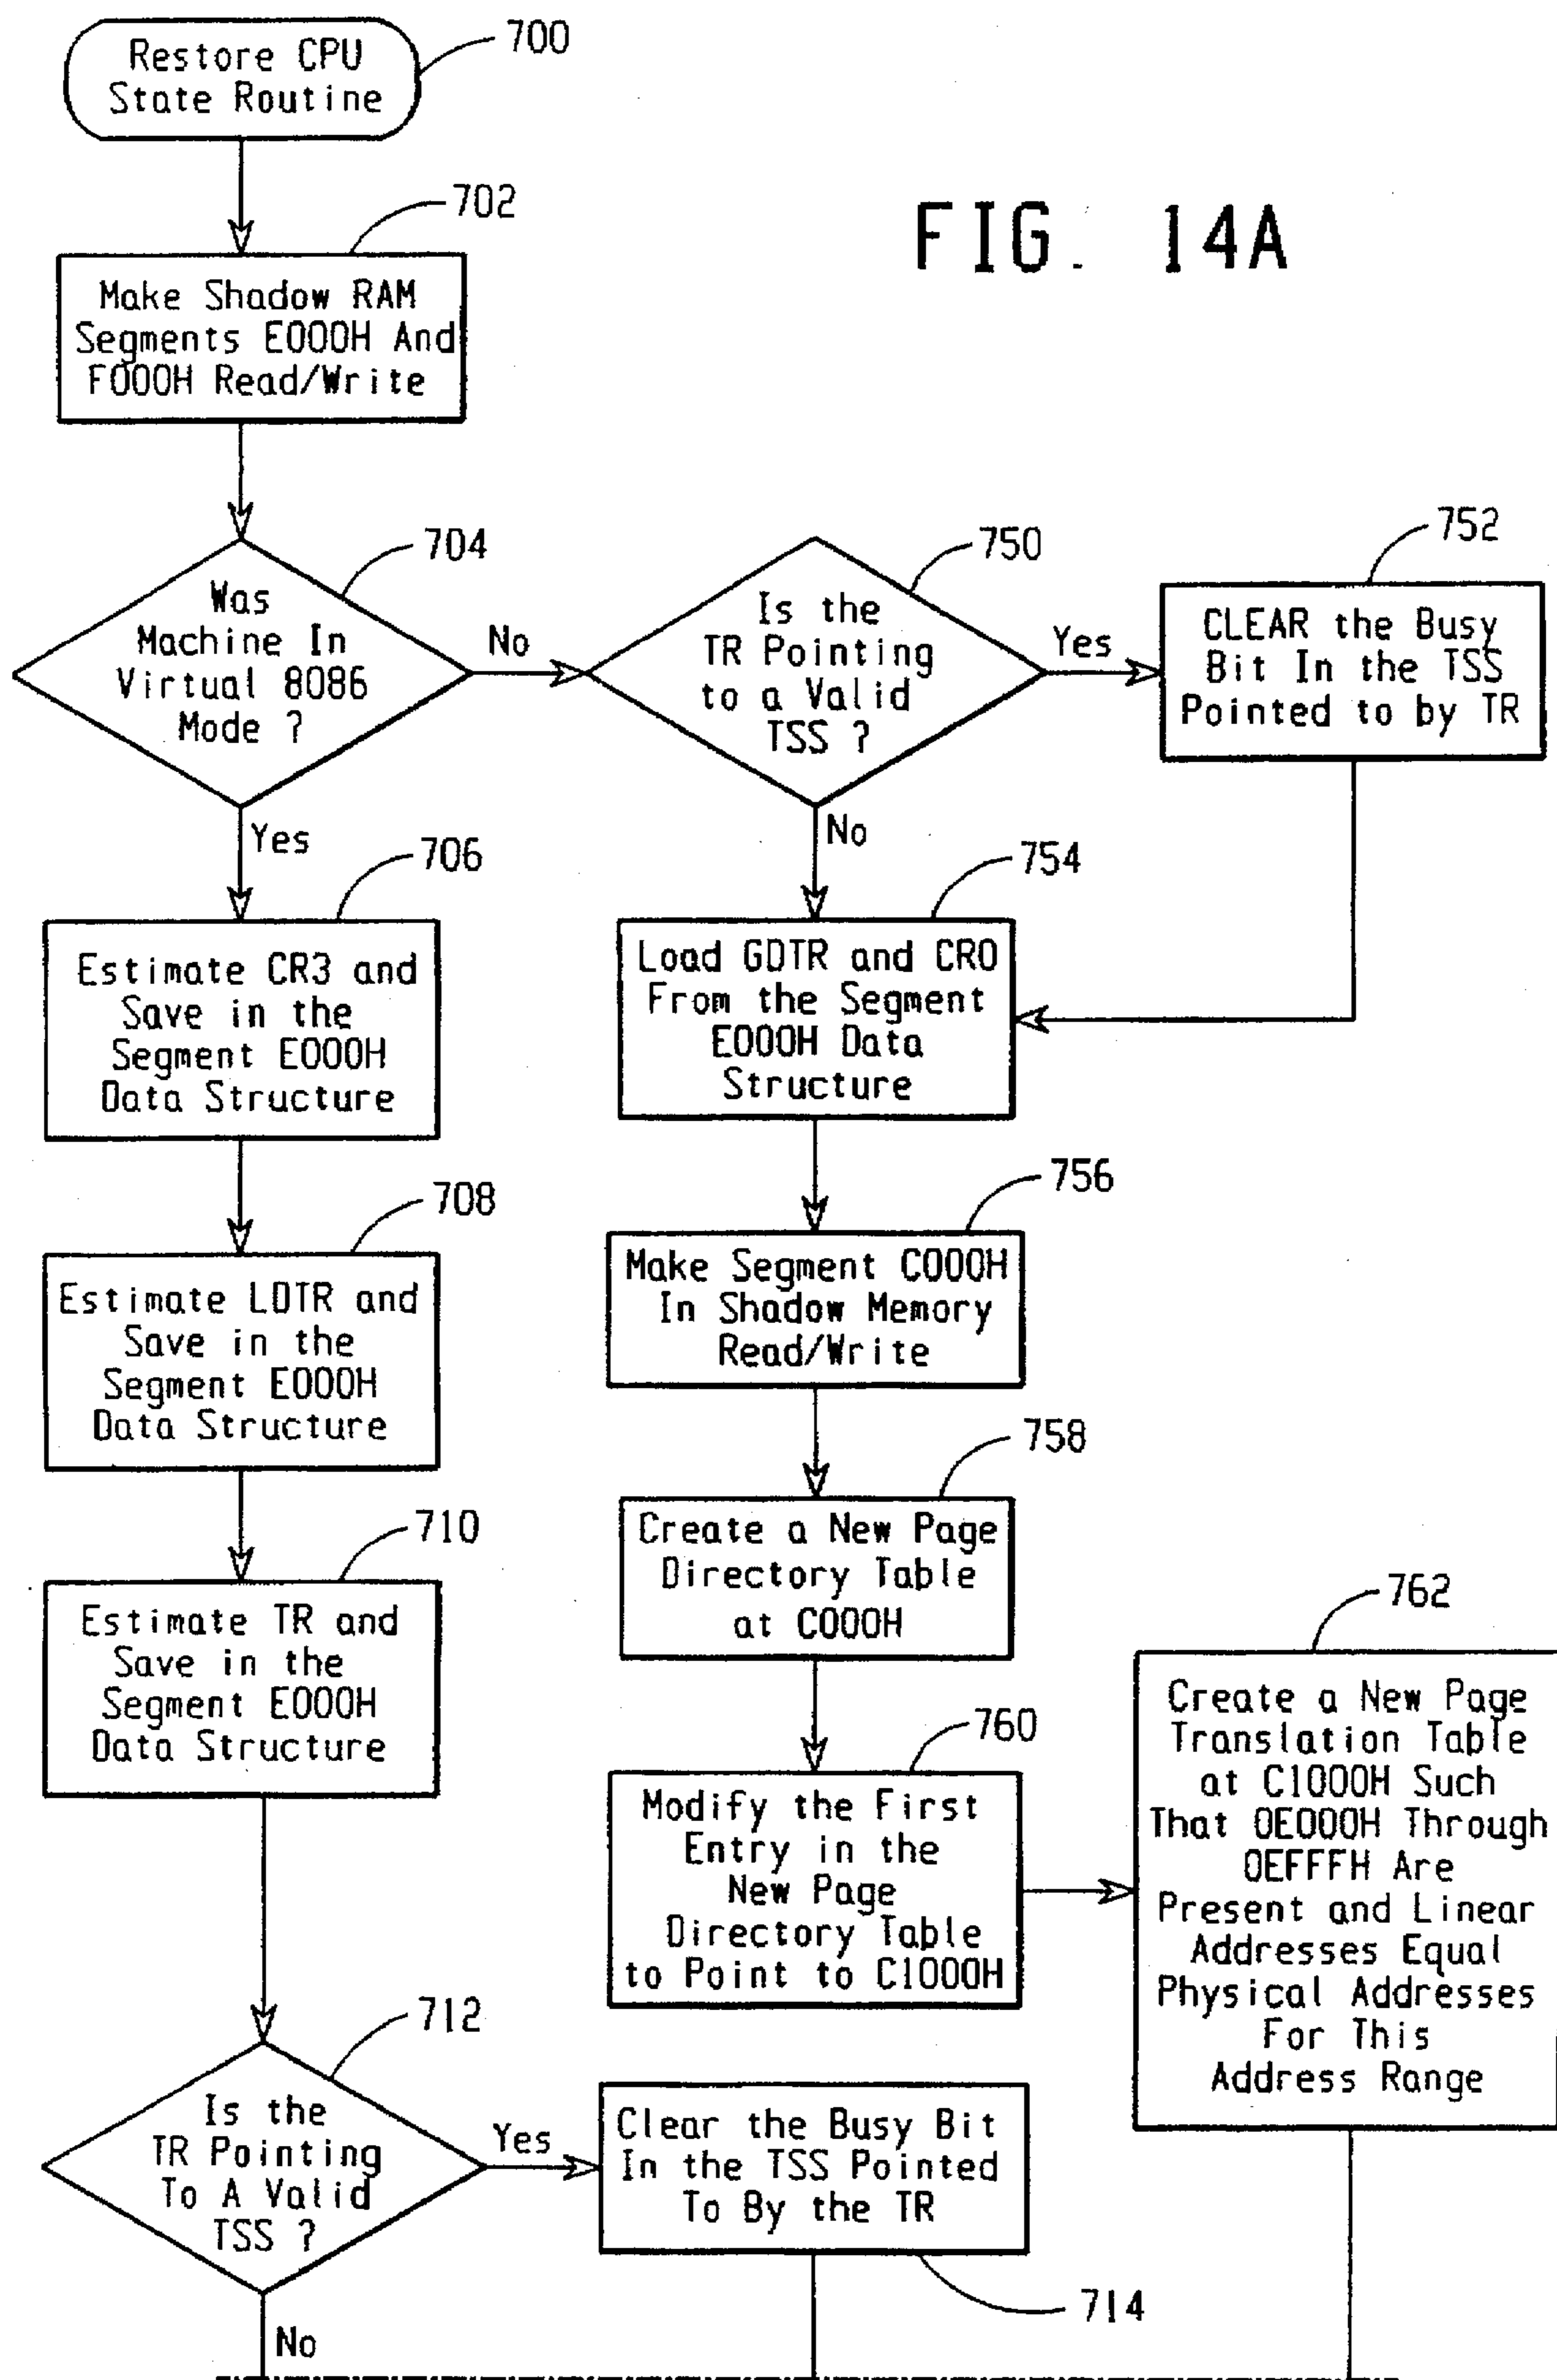 Restore CPU
State Routine
700
FIG. 14A
702
Make Shadow RAM
Segments E000H And
F000H Read/Write
704
Was
Machine In
Virtual 8086
Mode ?
No
Yes
750
Is the
TR Pointing
to a Valid
TSS ?
Yes
No
752
CLEAR the Busy
Bit In the TSS
Pointed to by TR
706
Estimate CR3 and
Save in the
Segment E000H
Data Structure
754
Load GDTR and CR0
From the Segment
E000H Data
Structure
708
Estimate LDTR and
Save in the
Segment E000H
Data Structure
756
Make Segment C000H
In Shadow Memory
Read/Write
710
Estimate TR and
Save in the
Segment E000H
Data Structure
758
Create a New Page
Directory Table
at C000H
760
Modify the First
Entry in the
New Page
Directory Table
to Point to C1000H
762
Create a New Page
Translation Table
at C1000H Such
That 0E000H Through
0EFFFH Are
Present and Linear
Addresses Equal
Physical Addresses
For This
Address Range
712
Is the
TR Pointing
To A Valid
TSS ?
Yes
No
Clear the Busy Bit
In the TSS Pointed
To By the TR
714